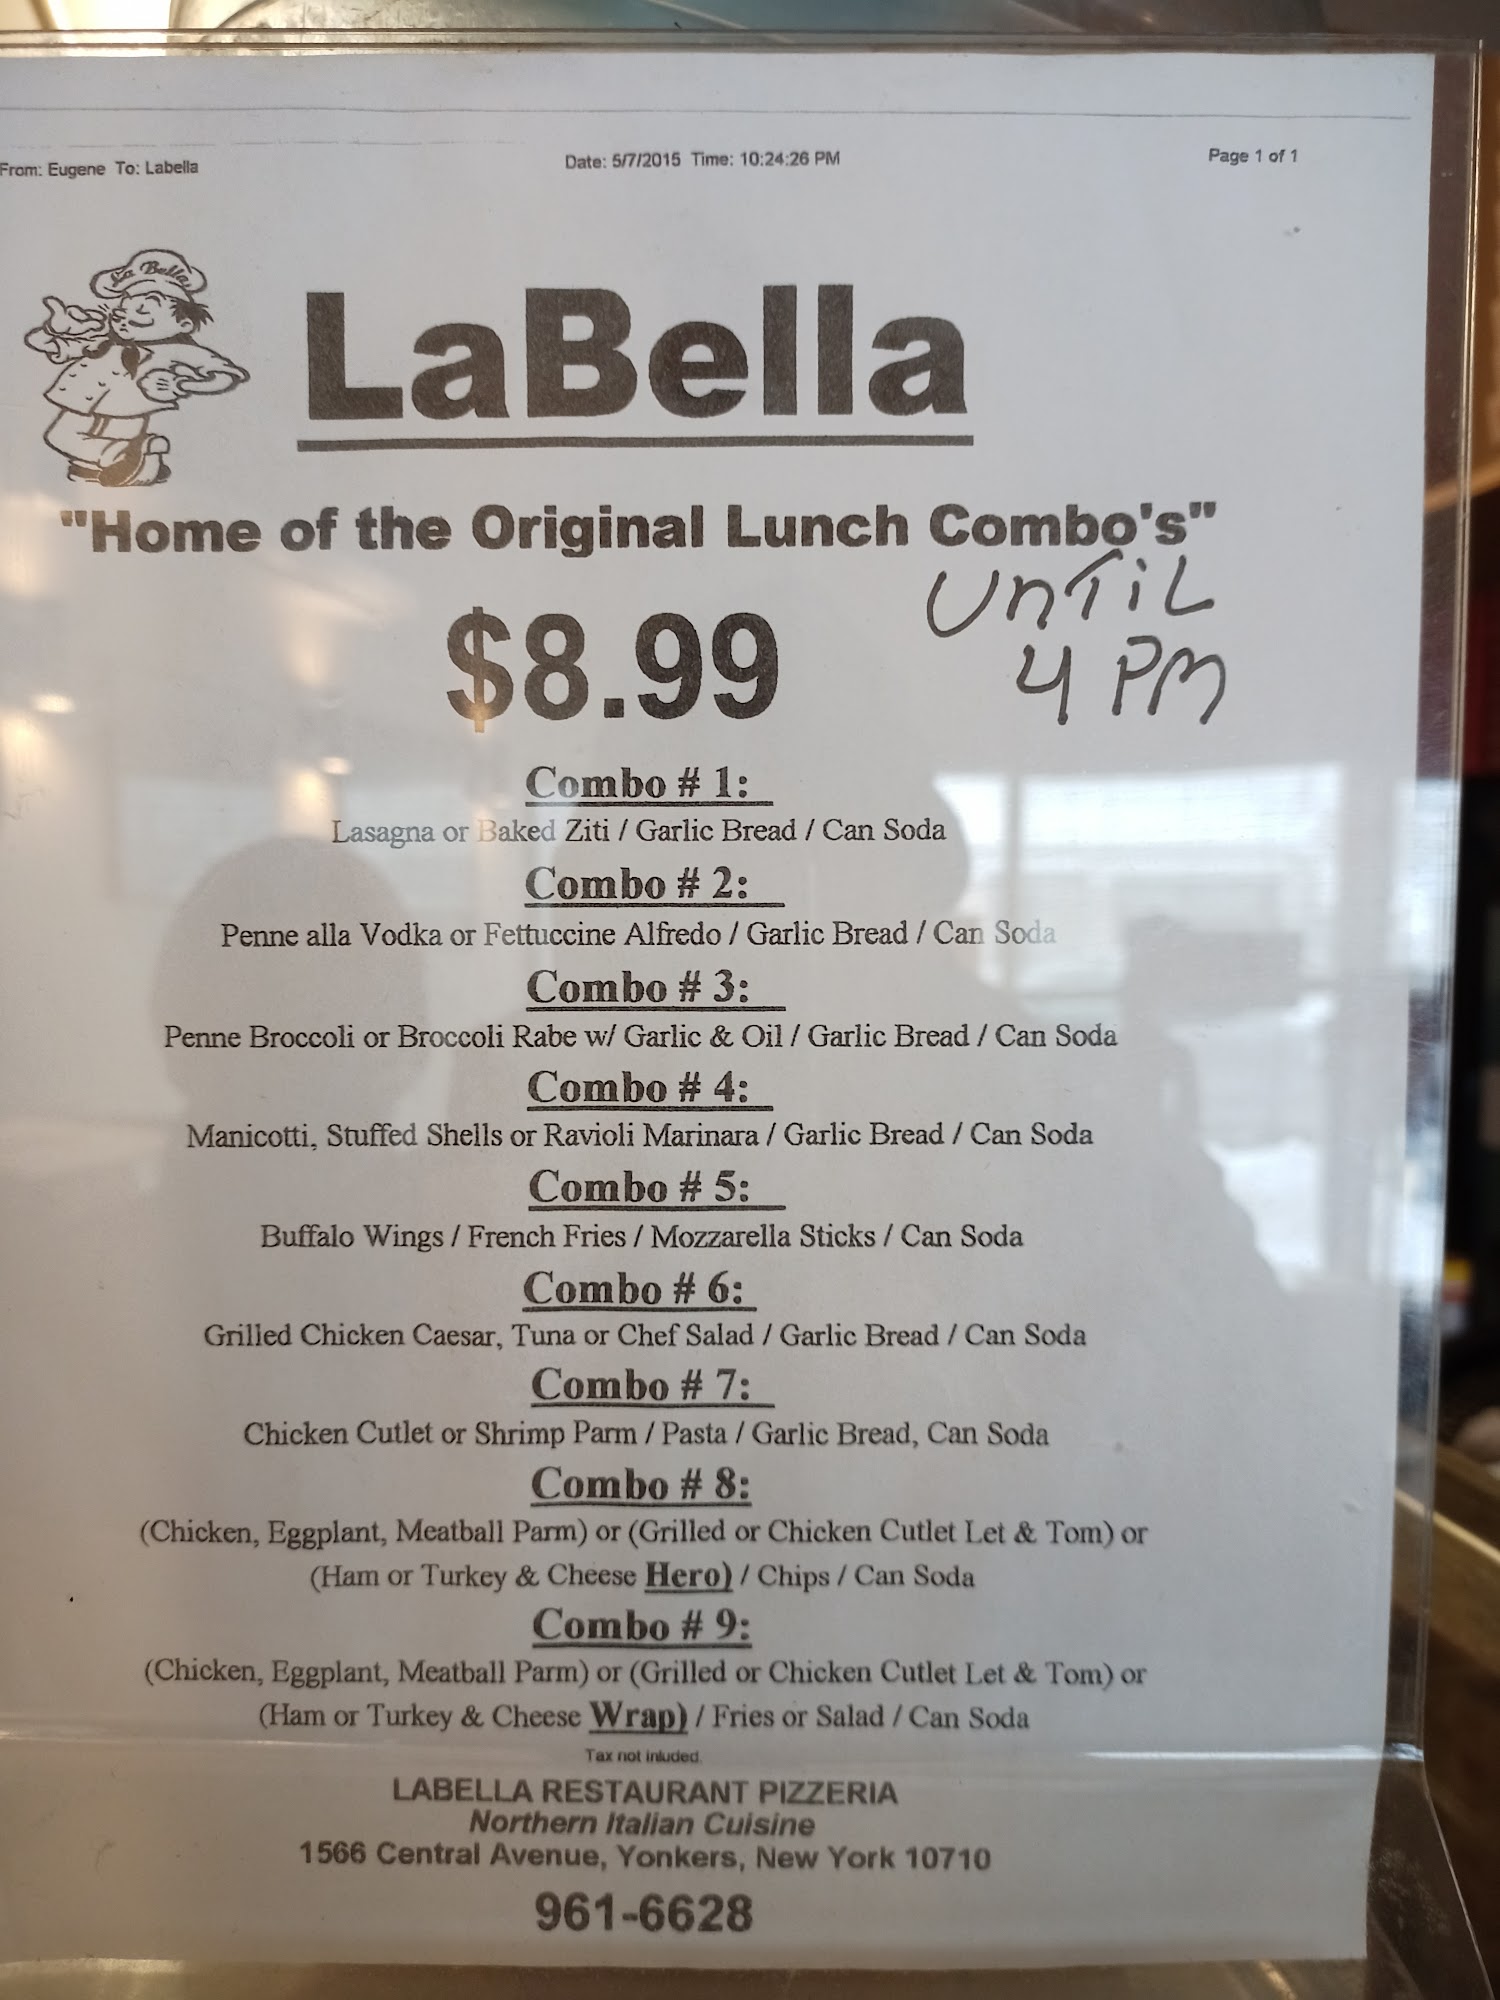 From: Eugene To: Labella Date: 5/7/2015 Time: 10:24:26 PM Page 1 of 1
La Bella
LaBella
"Home of the Original Lunch Combo's"
UnTiL
4 PM
$8.99
Combo # 1:
Lasagna or Baked Ziti / Garlic Bread / Can Soda
Combo # 2:
Penne alla Vodka or Fettuccine Alfredo / Garlic Bread / Can Soda
Combo # 3:
Penne Broccoli or Broccoli Rabe w/ Garlic & Oil / Garlic Bread / Can Soda
Combo # 4:
Manicotti, Stuffed Shells or Ravioli Marinara / Garlic Bread / Can Soda
Combo # 5:
Buffalo Wings / French Fries / Mozzarella Sticks / Can Soda
Combo # 6:
Grilled Chicken Caesar, Tuna or Chef Salad / Garlic Bread / Can Soda
Combo # 7:
Chicken Cutlet or Shrimp Parm / Pasta / Garlic Bread, Can Soda
Combo # 8:
(Chicken, Eggplant, Meatball Parm) or (Grilled or Chicken Cutlet Let & Tom) or
(Ham or Turkey & Cheese Hero) / Chips / Can Soda
Combo # 9:
(Chicken, Eggplant, Meatball Parm) or (Grilled or Chicken Cutlet Let & Tom) or
(Ham or Turkey & Cheese Wrap) / Fries or Salad / Can Soda
Tax not inluded.
LABELLA RESTAURANT PIZZERIA
Northern Italian Cuisine
1566 Central Avenue, Yonkers, New York 10710
961-6628